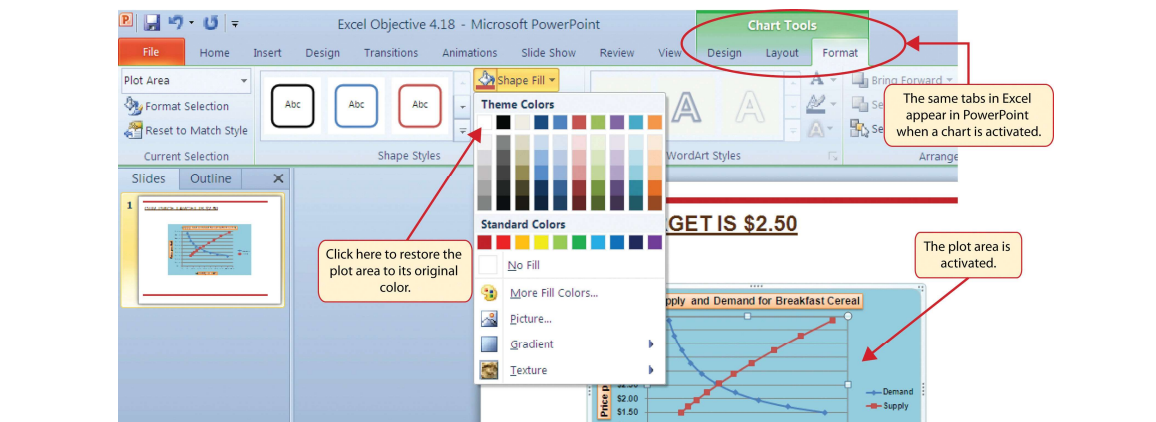 Excel Objective 4.18 - Microsoft PowerPoint
Chart Tools
File Home Insert Design Transitions Animations Slide Show Review View Design Layout Format
Plot Area
Format Selection
Reset to Match Style
Current Selection
Abc Abc Abc
Shape Styles
Shape Fill
Theme Colors
Standard Colors
No Fill
More Fill Colors...
Picture...
Gradient
Texture
A A
WordArt Styles
Bring Forward
Se
Se
Arrange
The same tabs in Excel
appear in PowerPoint
when a chart is activated.
Slides Outline
1
Click here to restore the
plot area to its original
color.
GET IS $2.50
The plot area is
activated.
pply and Demand for Breakfast Cereal
Price p
$2.00
$1.50
Demand
Supply